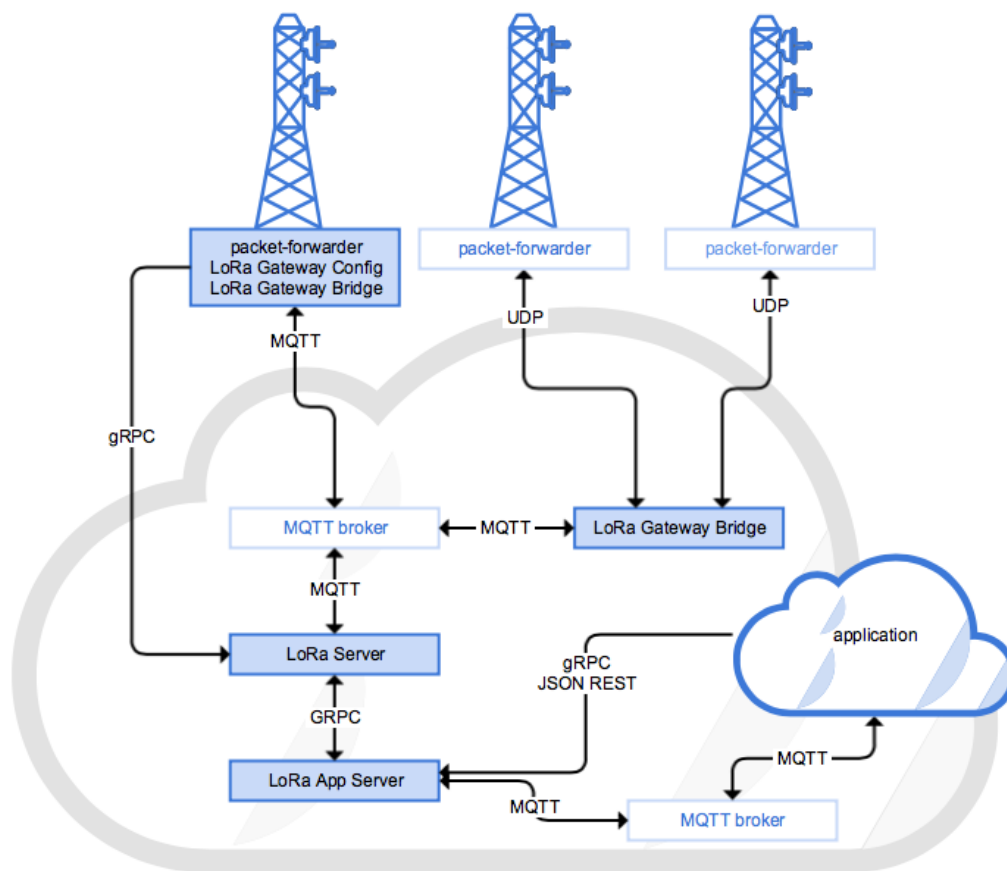 packet-forwarder
LoRa Gateway Config
LoRa Gateway Bridge
packet-forwarder
packet-forwarder
UDP
UDP
MQTT
gRPC
MQTT broker
MQTT
LoRa Gateway Bridge
MQTT
LoRa Server
application
gRPC
JSON REST
GRPC
LoRa App Server
MQTT
MQTT
MQTT broker